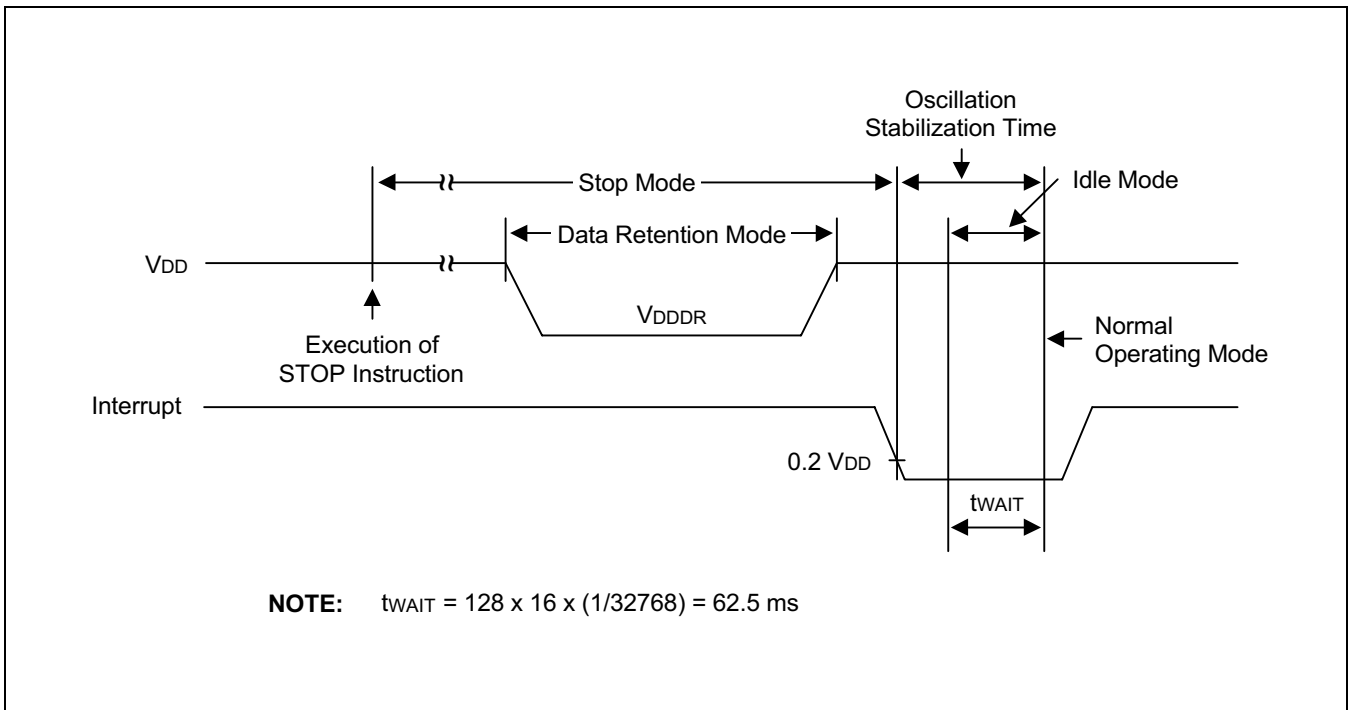 Oscillation
Stabilization Time
Stop Mode
Idle Mode
Data Retention Mode
VDD
VDDDR
Execution of
STOP Instruction
Normal
Operating Mode
Interrupt
0.2 VDD
tWAIT
NOTE: tWAIT = 128 x 16 x (1/32768) = 62.5 ms